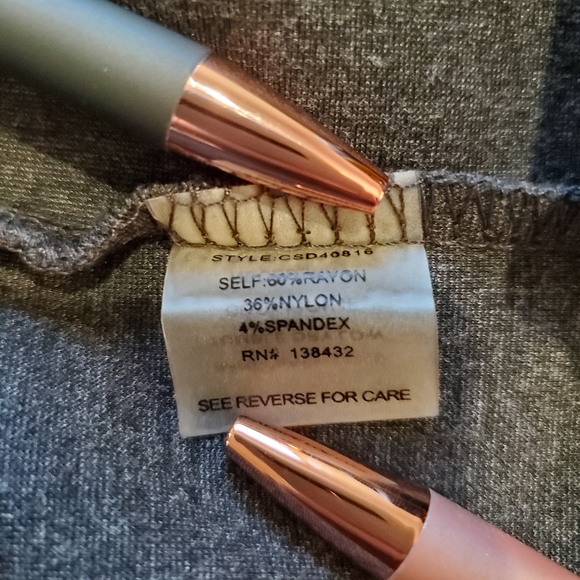 STYLE:CSD40816
SELF:60%RAYON
36%NYLON
4%SPANDEX
RN# 138432
SEE REVERSE FOR CARE